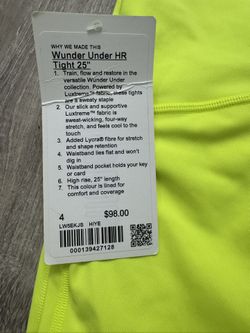 WHY WE MADE THIS
Wunder Under HR
Tight 25"
1. Train, flow and restore in the
versatile Wunder Under
collection. Powered by
Luxtreme™ fabric, these tights
are a sweaty staple
2. Our slick and supportive
Luxtreme™ fabric is
sweat-wicking, four-way
stretch, and feels cool to the
touch
3. Added Lycra® fibre for stretch
and shape retention
4. Waistband lies flat and won't
dig in
5. Waistband pocket holds your key
or card
6. High rise, 25" length
7. This colour is lined for
comfort and coverage
4 $98.00
LW5EKJS HIYE
000139427128